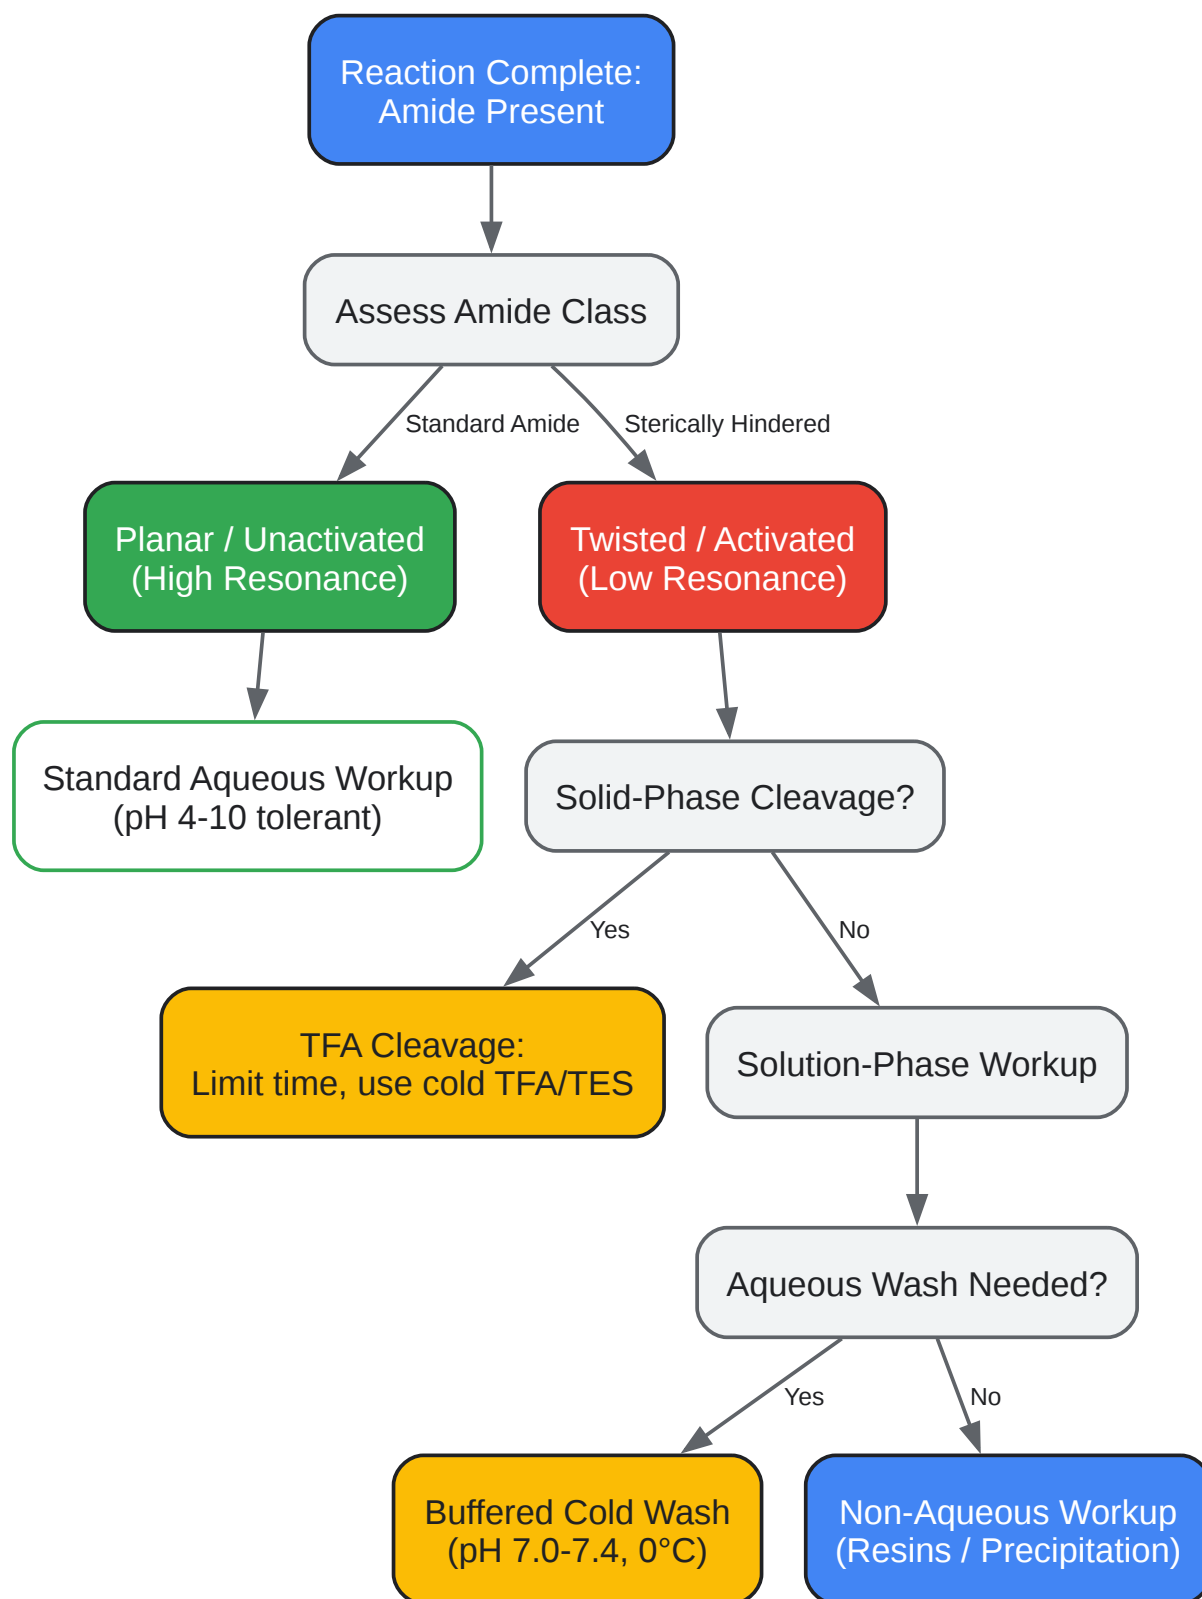 Reaction Complete:
Amide Present
Assess Amide Class
Standard Amide
Sterically Hindered
Planar / Unactivated
(High Resonance)
Twisted / Activated
(Low Resonance)
Standard Aqueous Workup
(pH 4-10 tolerant)
Solid-Phase Cleavage?
Yes
No
TFA Cleavage:
Limit time, use cold TFA/TES
Solution-Phase Workup
Aqueous Wash Needed?
Yes
No
Buffered Cold Wash
(pH 7.0-7.4, 0°C)
Non-Aqueous Workup
(Resins / Precipitation)